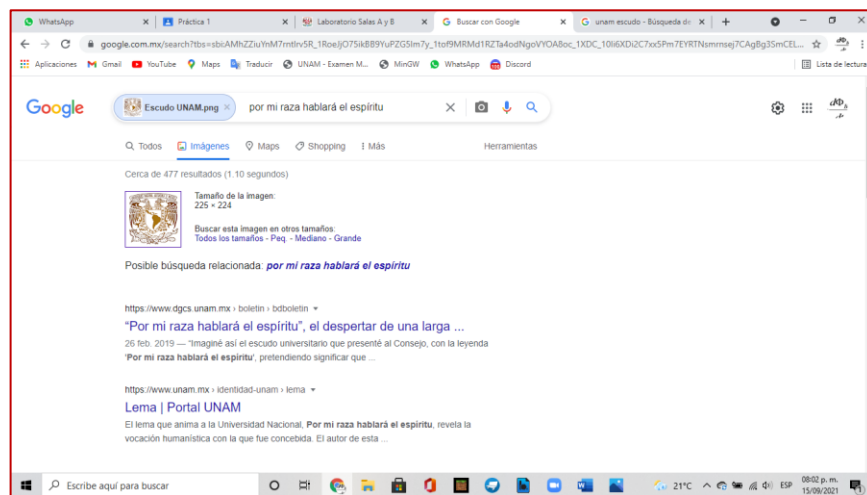 WhatsApp
Práctica 1
Laboratorio Salas A y B
Buscar con Google
unam escudo - Búsqueda de
Aplicaciones
Gmail
YouTube
Maps
Traducir
UNAM - Examen M...
MinGW
WhatsApp
Discord
Lista de lectura
Google
Escudo UNAM.png
por mi raza hablará el espíritu
Todos
Imágenes
Maps
Shopping
Más
Herramientas
Cerca de 477 resultados (1.10 segundos)
Tamaño de la imagen:
225 × 224
Buscar esta imagen en otros tamaños:
Todos los tamaños - Peq. - Mediano - Grande
Posible búsqueda relacionada: por mi raza hablará el espíritu
https://www.dgcs.unam.mx › boletin › bdboletin
“Por mi raza hablará el espíritu”, el despertar de una larga ...
26 feb. 2019 — "Imaginé así el escudo universitario que presenté al Consejo, con la leyenda
'Por mi raza hablará el espíritu', pretendiendo significar que ...
https://www.unam.mx › identidad-unam › lema
Lema | Portal UNAM
El lema que anima a la Universidad Nacional, Por mi raza hablará el espíritu, revela la
vocación humanística con la que fue concebida. El autor de esta ...
Escribe aquí para buscar
21°C
ESP
08:02 p. m.
15/09/2021